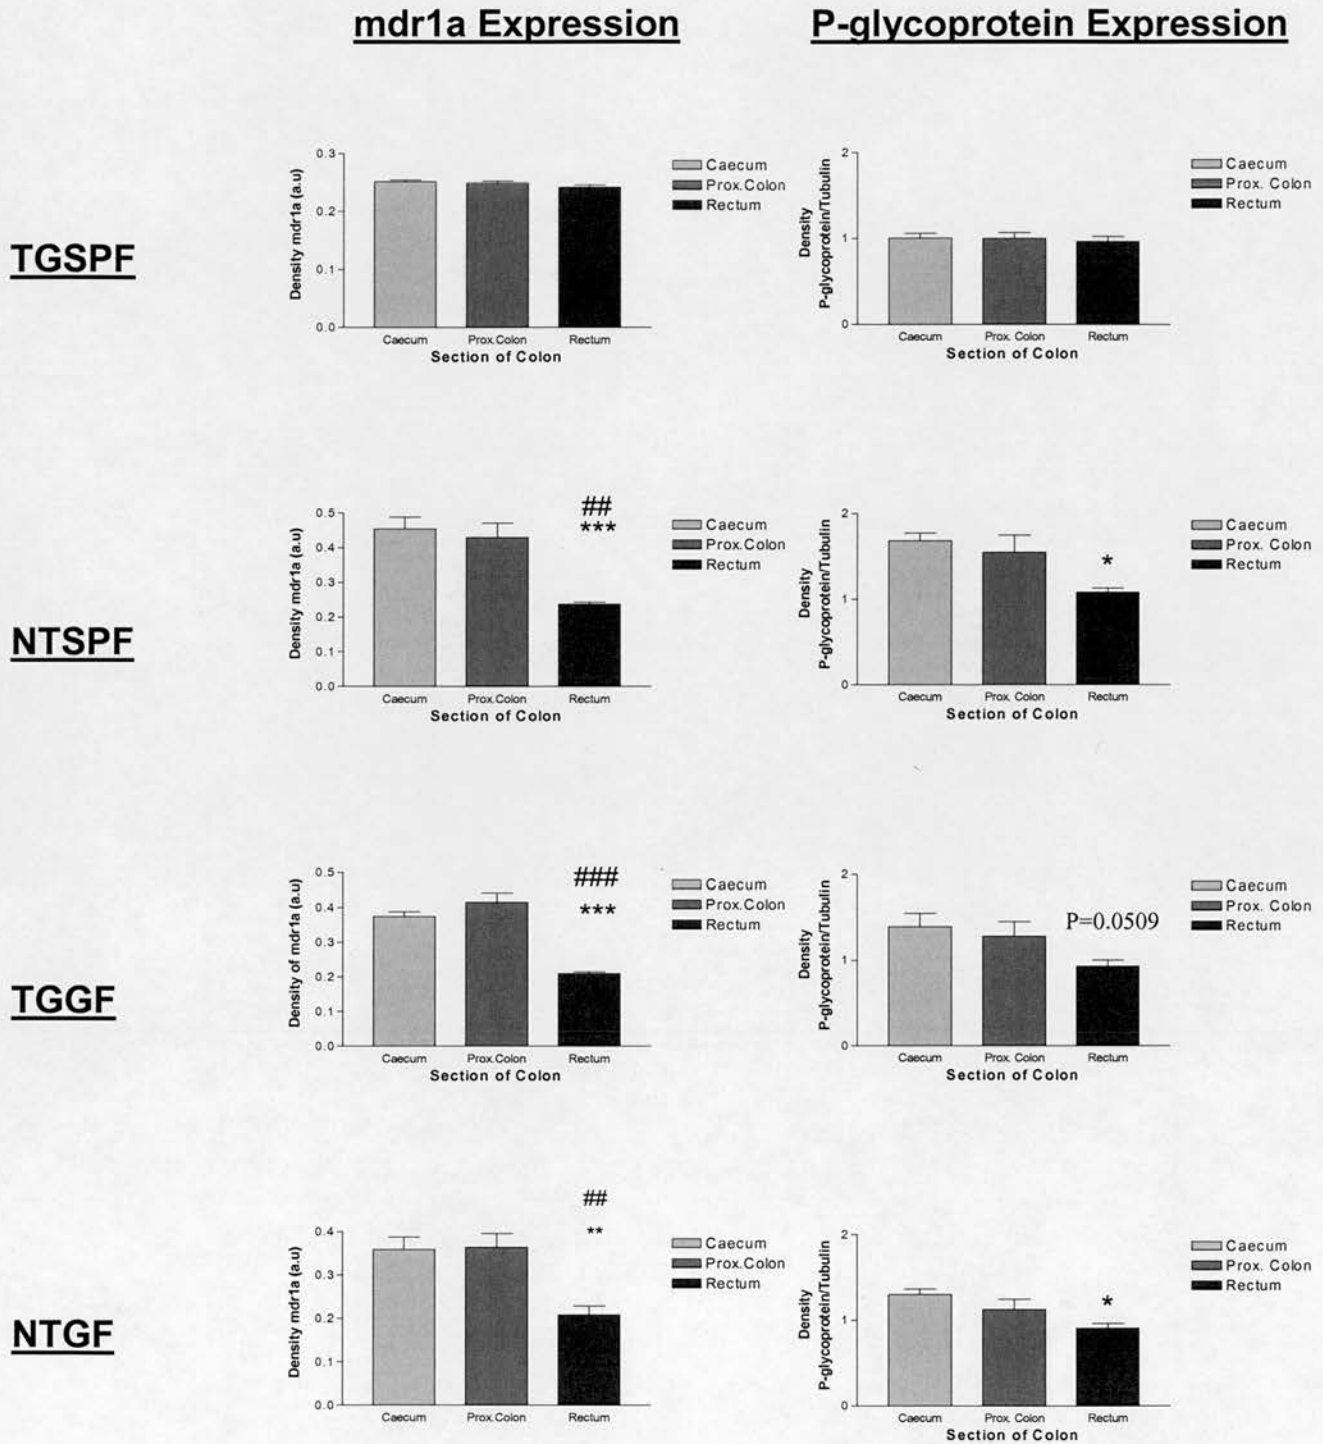 mdr1a Expression
P-glycoprotein Expression
TGSPF
Density mdr1a (a.u)
0.3
0.2
0.1
0.0
Caecum
Prox.Colon
Rectum
Section of Colon
Caecum
Prox.Colon
Rectum
Density
P-glycoprotein/Tubulin
2
1
0
Caecum
Prox. Colon
Rectum
Section of Colon
Caecum
Prox. Colon
Rectum
NTSPF
Density mdr1a (a.u)
0.5
0.4
0.3
0.2
0.1
0.0
##
***
Caecum
Prox.Colon
Rectum
Section of Colon
Caecum
Prox.Colon
Rectum
Density
P-glycoprotein/Tubulin
2
1
0
*
Caecum
Prox. Colon
Rectum
Section of Colon
Caecum
Prox. Colon
Rectum
TGGF
Density of mdr1a (a.u)
0.5
0.4
0.3
0.2
0.1
0.0
###
***
Caecum
Prox.Colon
Rectum
Section of Colon
Caecum
Prox.Colon
Rectum
Density
P-glycoprotein/Tubulin
2
1
0
P=0.0509
Caecum
Prox. Colon
Rectum
Section of Colon
Caecum
Prox. Colon
Rectum
NTGF
Density mdr1a (a.u)
0.4
0.3
0.2
0.1
0.0
##
**
Caecum
Prox.Colon
Rectum
Caecum
Prox.Colon
Rectum
Density
P-glycoprotein/Tubulin
2
1
0
*
Caecum
Prox. Colon
Rectum
Section of Colon
Caecum
Prox. Colon
Rectum